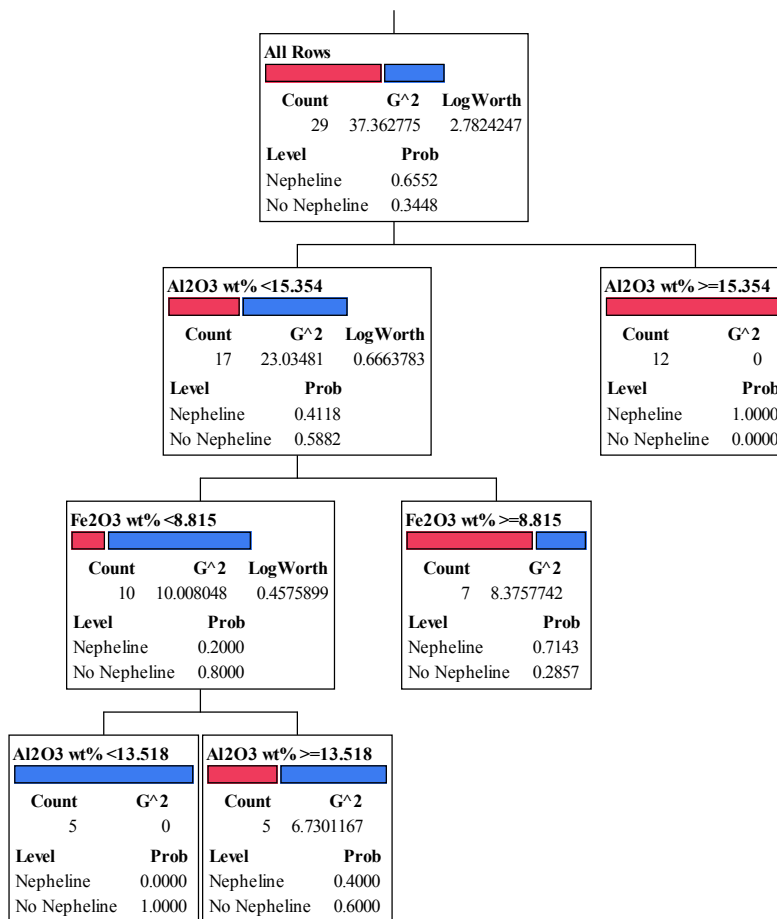 All Rows
Count G^2 LogWorth
29 37.362775 2.7824247
Level Prob
Nepheline 0.6552
No Nepheline 0.3448
Al2O3 wt% <15.354
Count G^2 LogWorth
17 23.03481 0.6663783
Level Prob
Nepheline 0.4118
No Nepheline 0.5882
Al2O3 wt% >=15.354
Count G^2
12 0
Level Prob
Nepheline 1.0000
No Nepheline 0.0000
Fe2O3 wt% <8.815
Count G^2 LogWorth
10 10.008048 0.4575899
Level Prob
Nepheline 0.2000
No Nepheline 0.8000
Fe2O3 wt% >=8.815
Count G^2
7 8.3757742
Level Prob
Nepheline 0.7143
No Nepheline 0.2857
Al2O3 wt% <13.518
Count G^2
5 0
Level Prob
Nepheline 0.0000
No Nepheline 1.0000
Al2O3 wt% >=13.518
Count G^2
5 6.7301167
Level Prob
Nepheline 0.4000
No Nepheline 0.6000